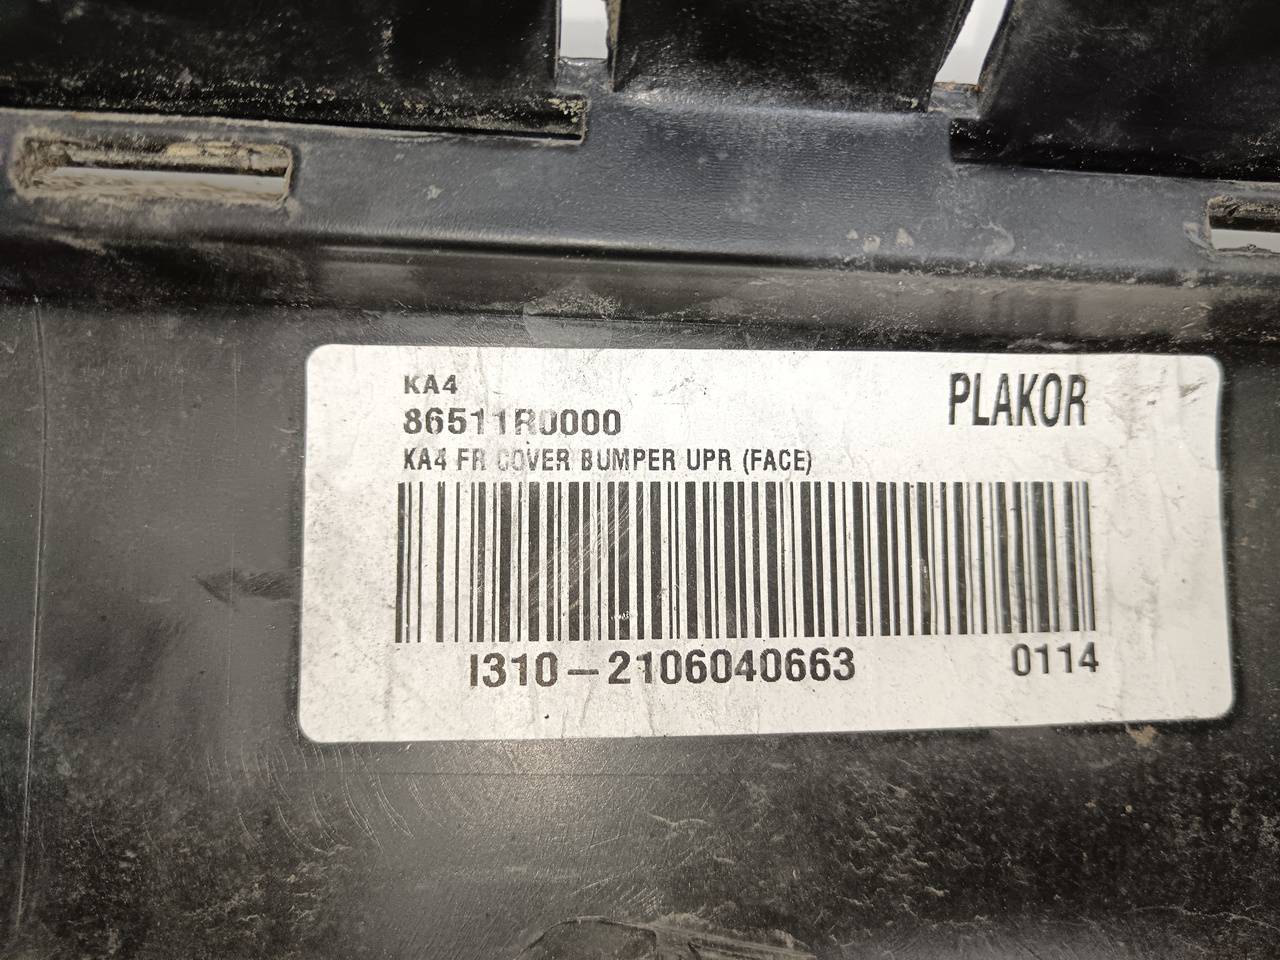 KA4
PLAKOR
86511R0000
KA4 FR COVER BUMPER UPR (FACE)
I310-2106040663
0114